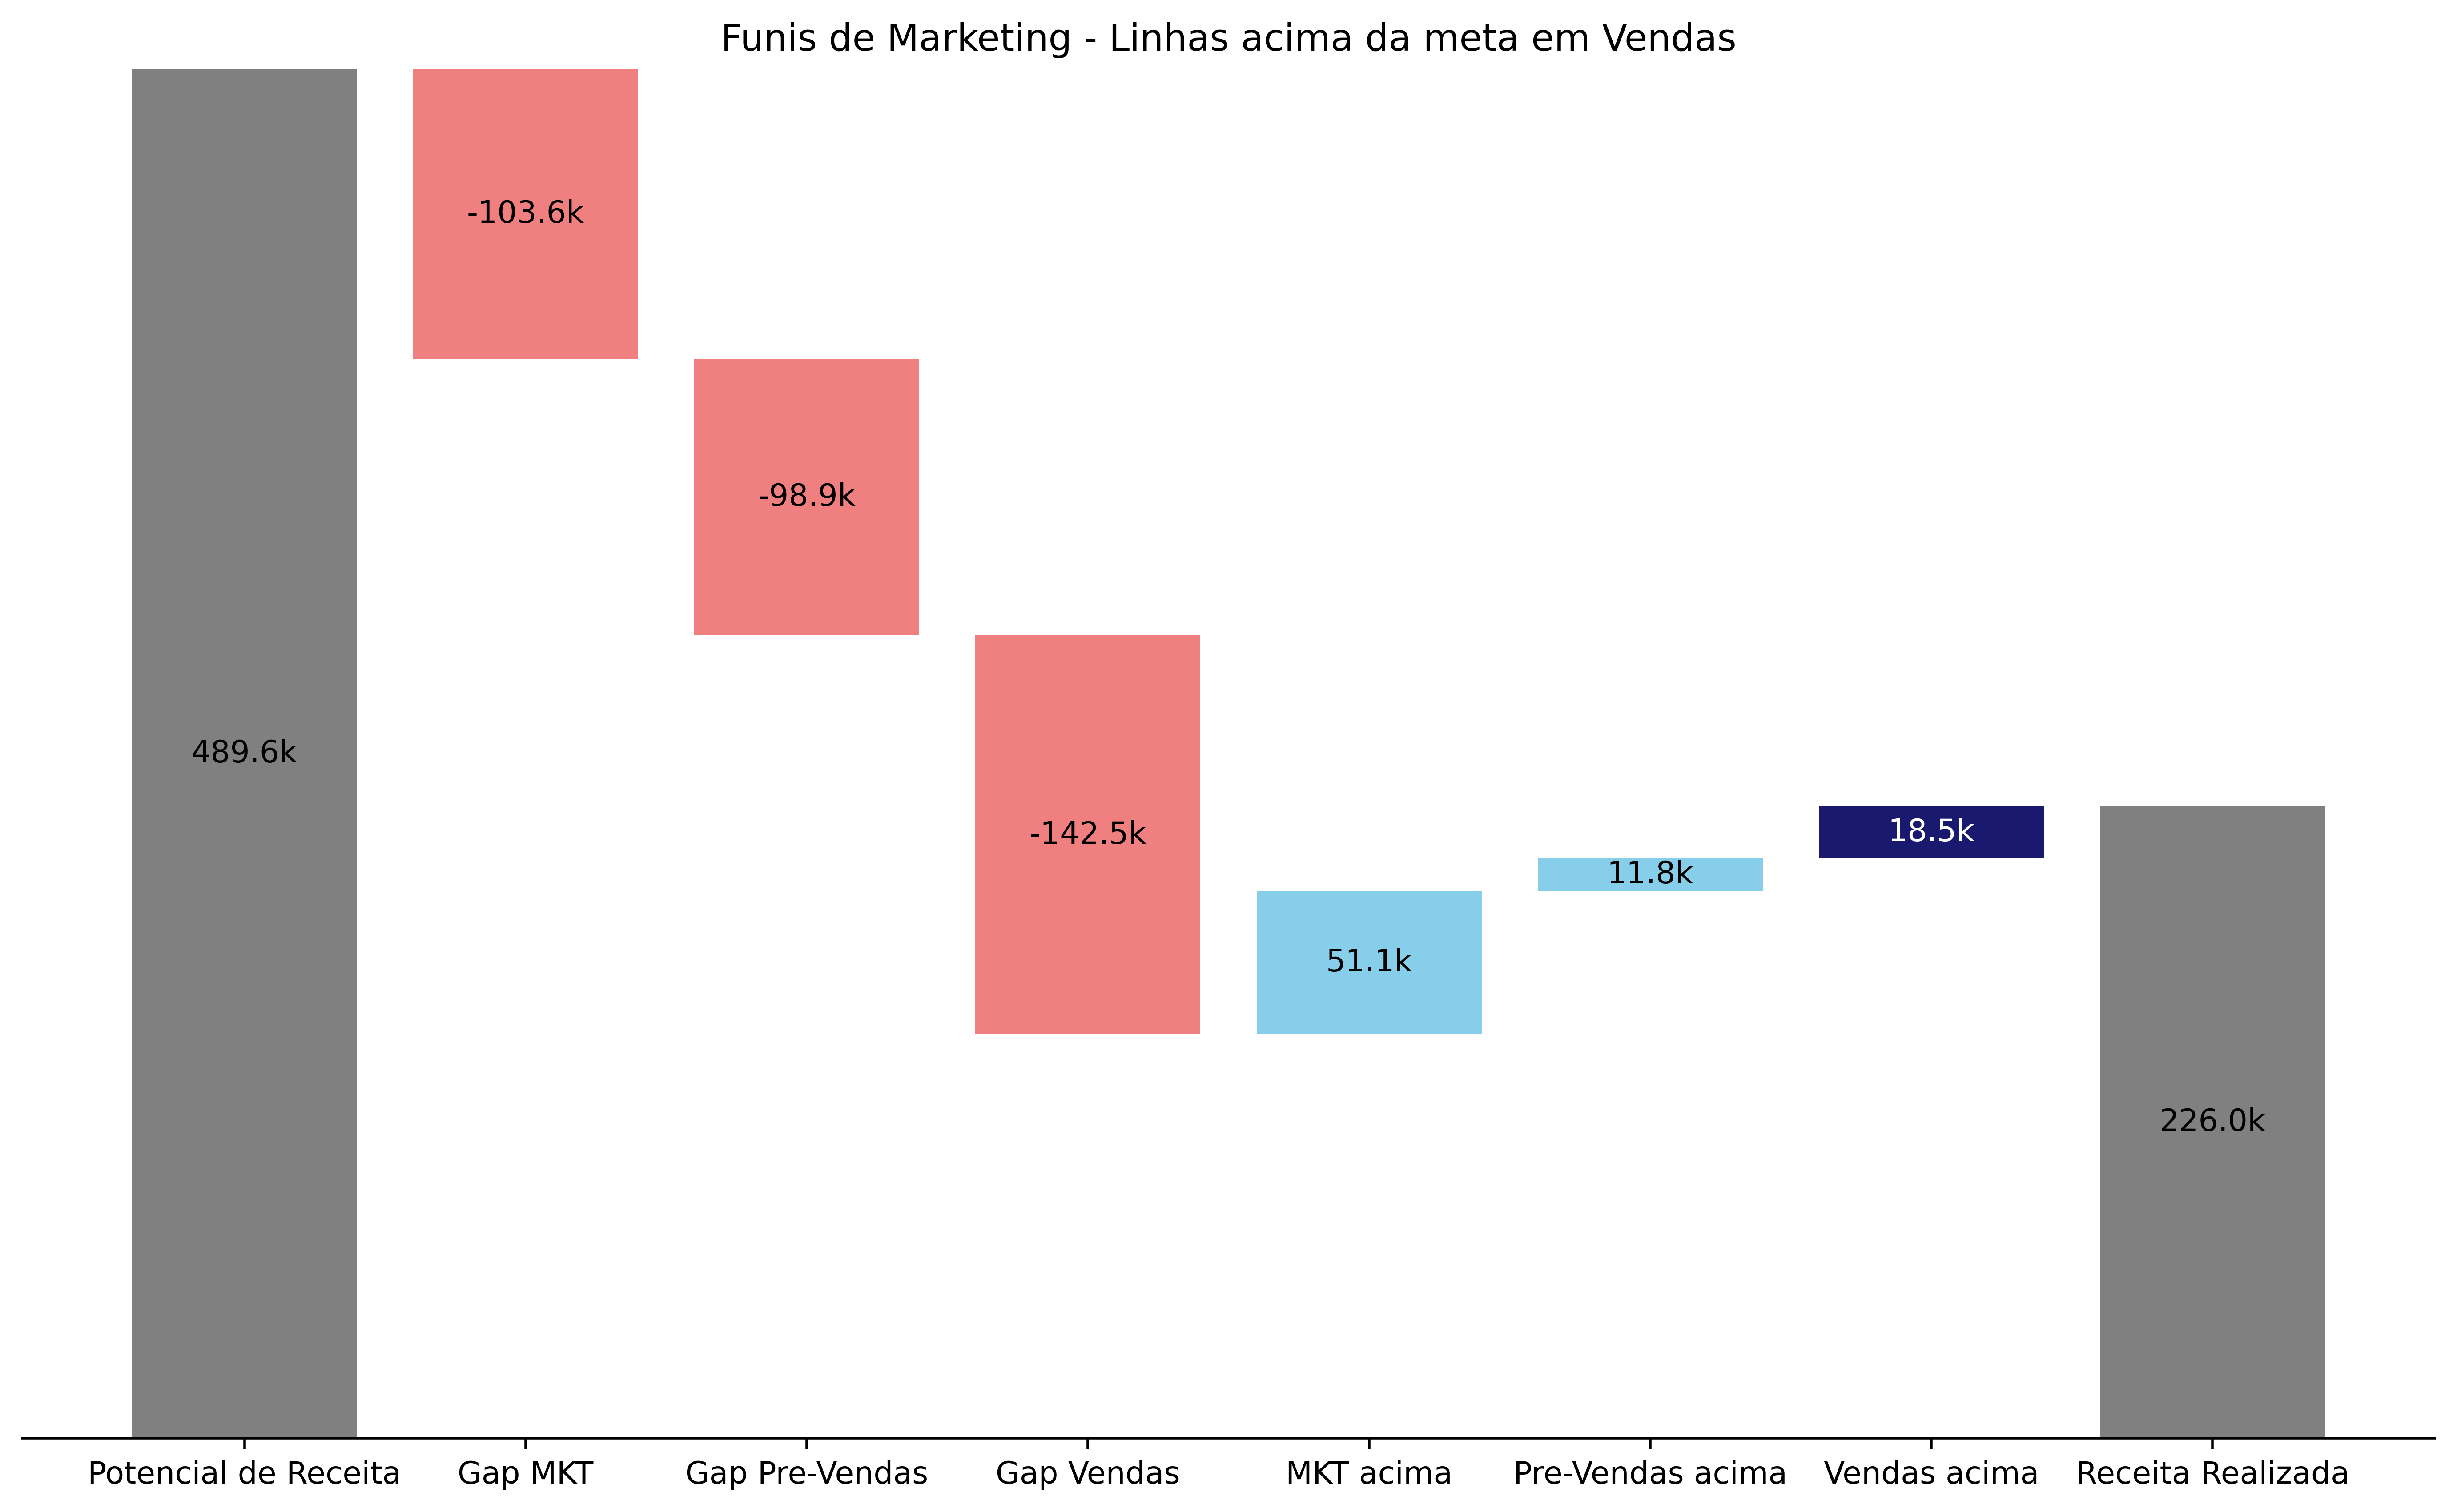 Funis de Marketing - Linhas acima da meta em Vendas
489.6k
-103.6k
-98.9k
-142.5k
51.1k
11.8k
18.5k
226.0k
Potencial de Receita
Gap MKT
Gap Pre-Vendas
Gap Vendas
MKT acima
Pre-Vendas acima
Vendas acima
Receita Realizada